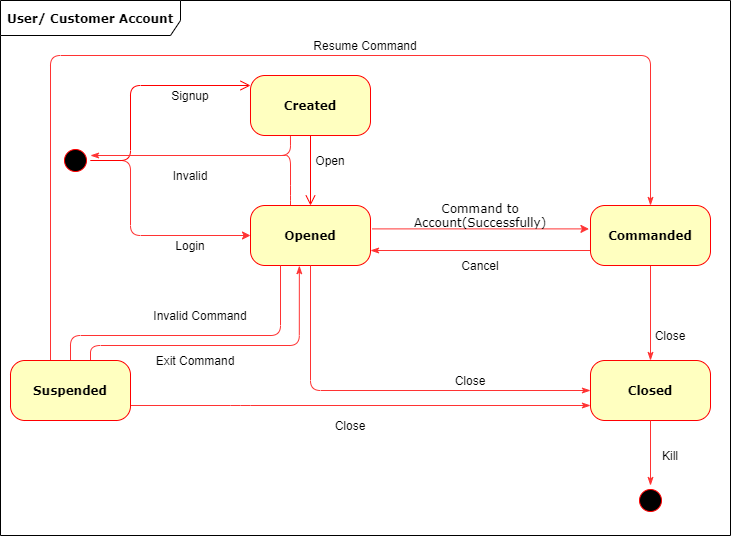 User/ Customer Account
Resume Command
Signup
Created
Open
Invalid
Login
Opened
Command to
Account(Successfully)
Commanded
Cancel
Invalid Command
Exit Command
Close
Suspended
Close
Closed
Close
Kill